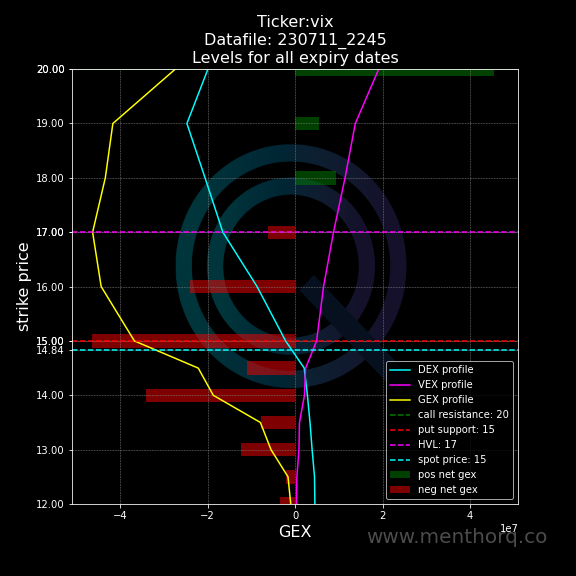 Ticker:vix
Datafile: 230711_2245
Levels for all expiry dates
20.00
19.00
18.00
17.00
16.00
15.00
14.84
14.00
13.00
12.00
strike price
−4
−2
0
2
4
1e7
GEX
DEX profile
VEX profile
GEX profile
call resistance: 20
put support: 15
HVL: 17
spot price: 15
pos net gex
neg net gex
www.menthorq.co